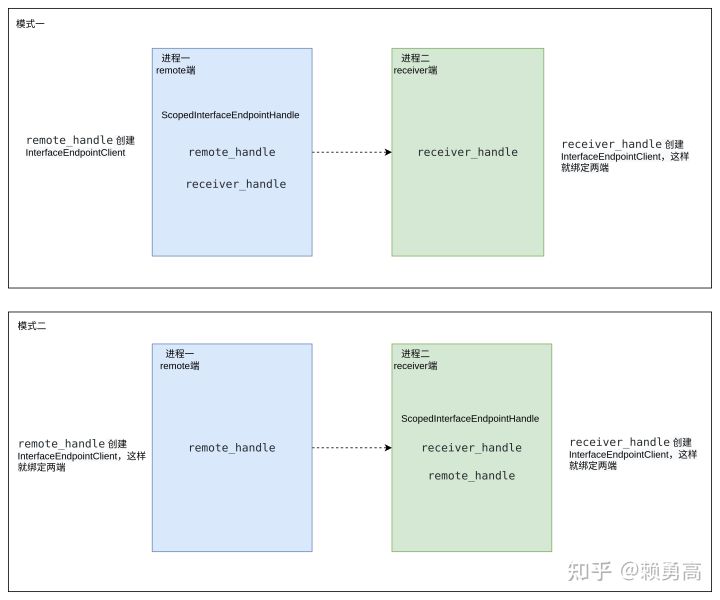 模式一
进程一
remote端
进程二
receiver端
ScopedInterfaceEndpointHandle
remote_handle 创建
InterfaceEndpointClient
remote_handle
receiver_handle
receiver_handle
receiver_handle 创建
InterfaceEndpointClient，这样
就绑定两端
模式二
进程一
remote端
进程二
receiver端
ScopedInterfaceEndpointHandle
remote_handle 创建
InterfaceEndpointClient，这样
就绑定两端
remote_handle
receiver_handle
remote_handle
receiver_handle 创建
InterfaceEndpointClient，这样
就绑定两端
知乎 @赖勇高